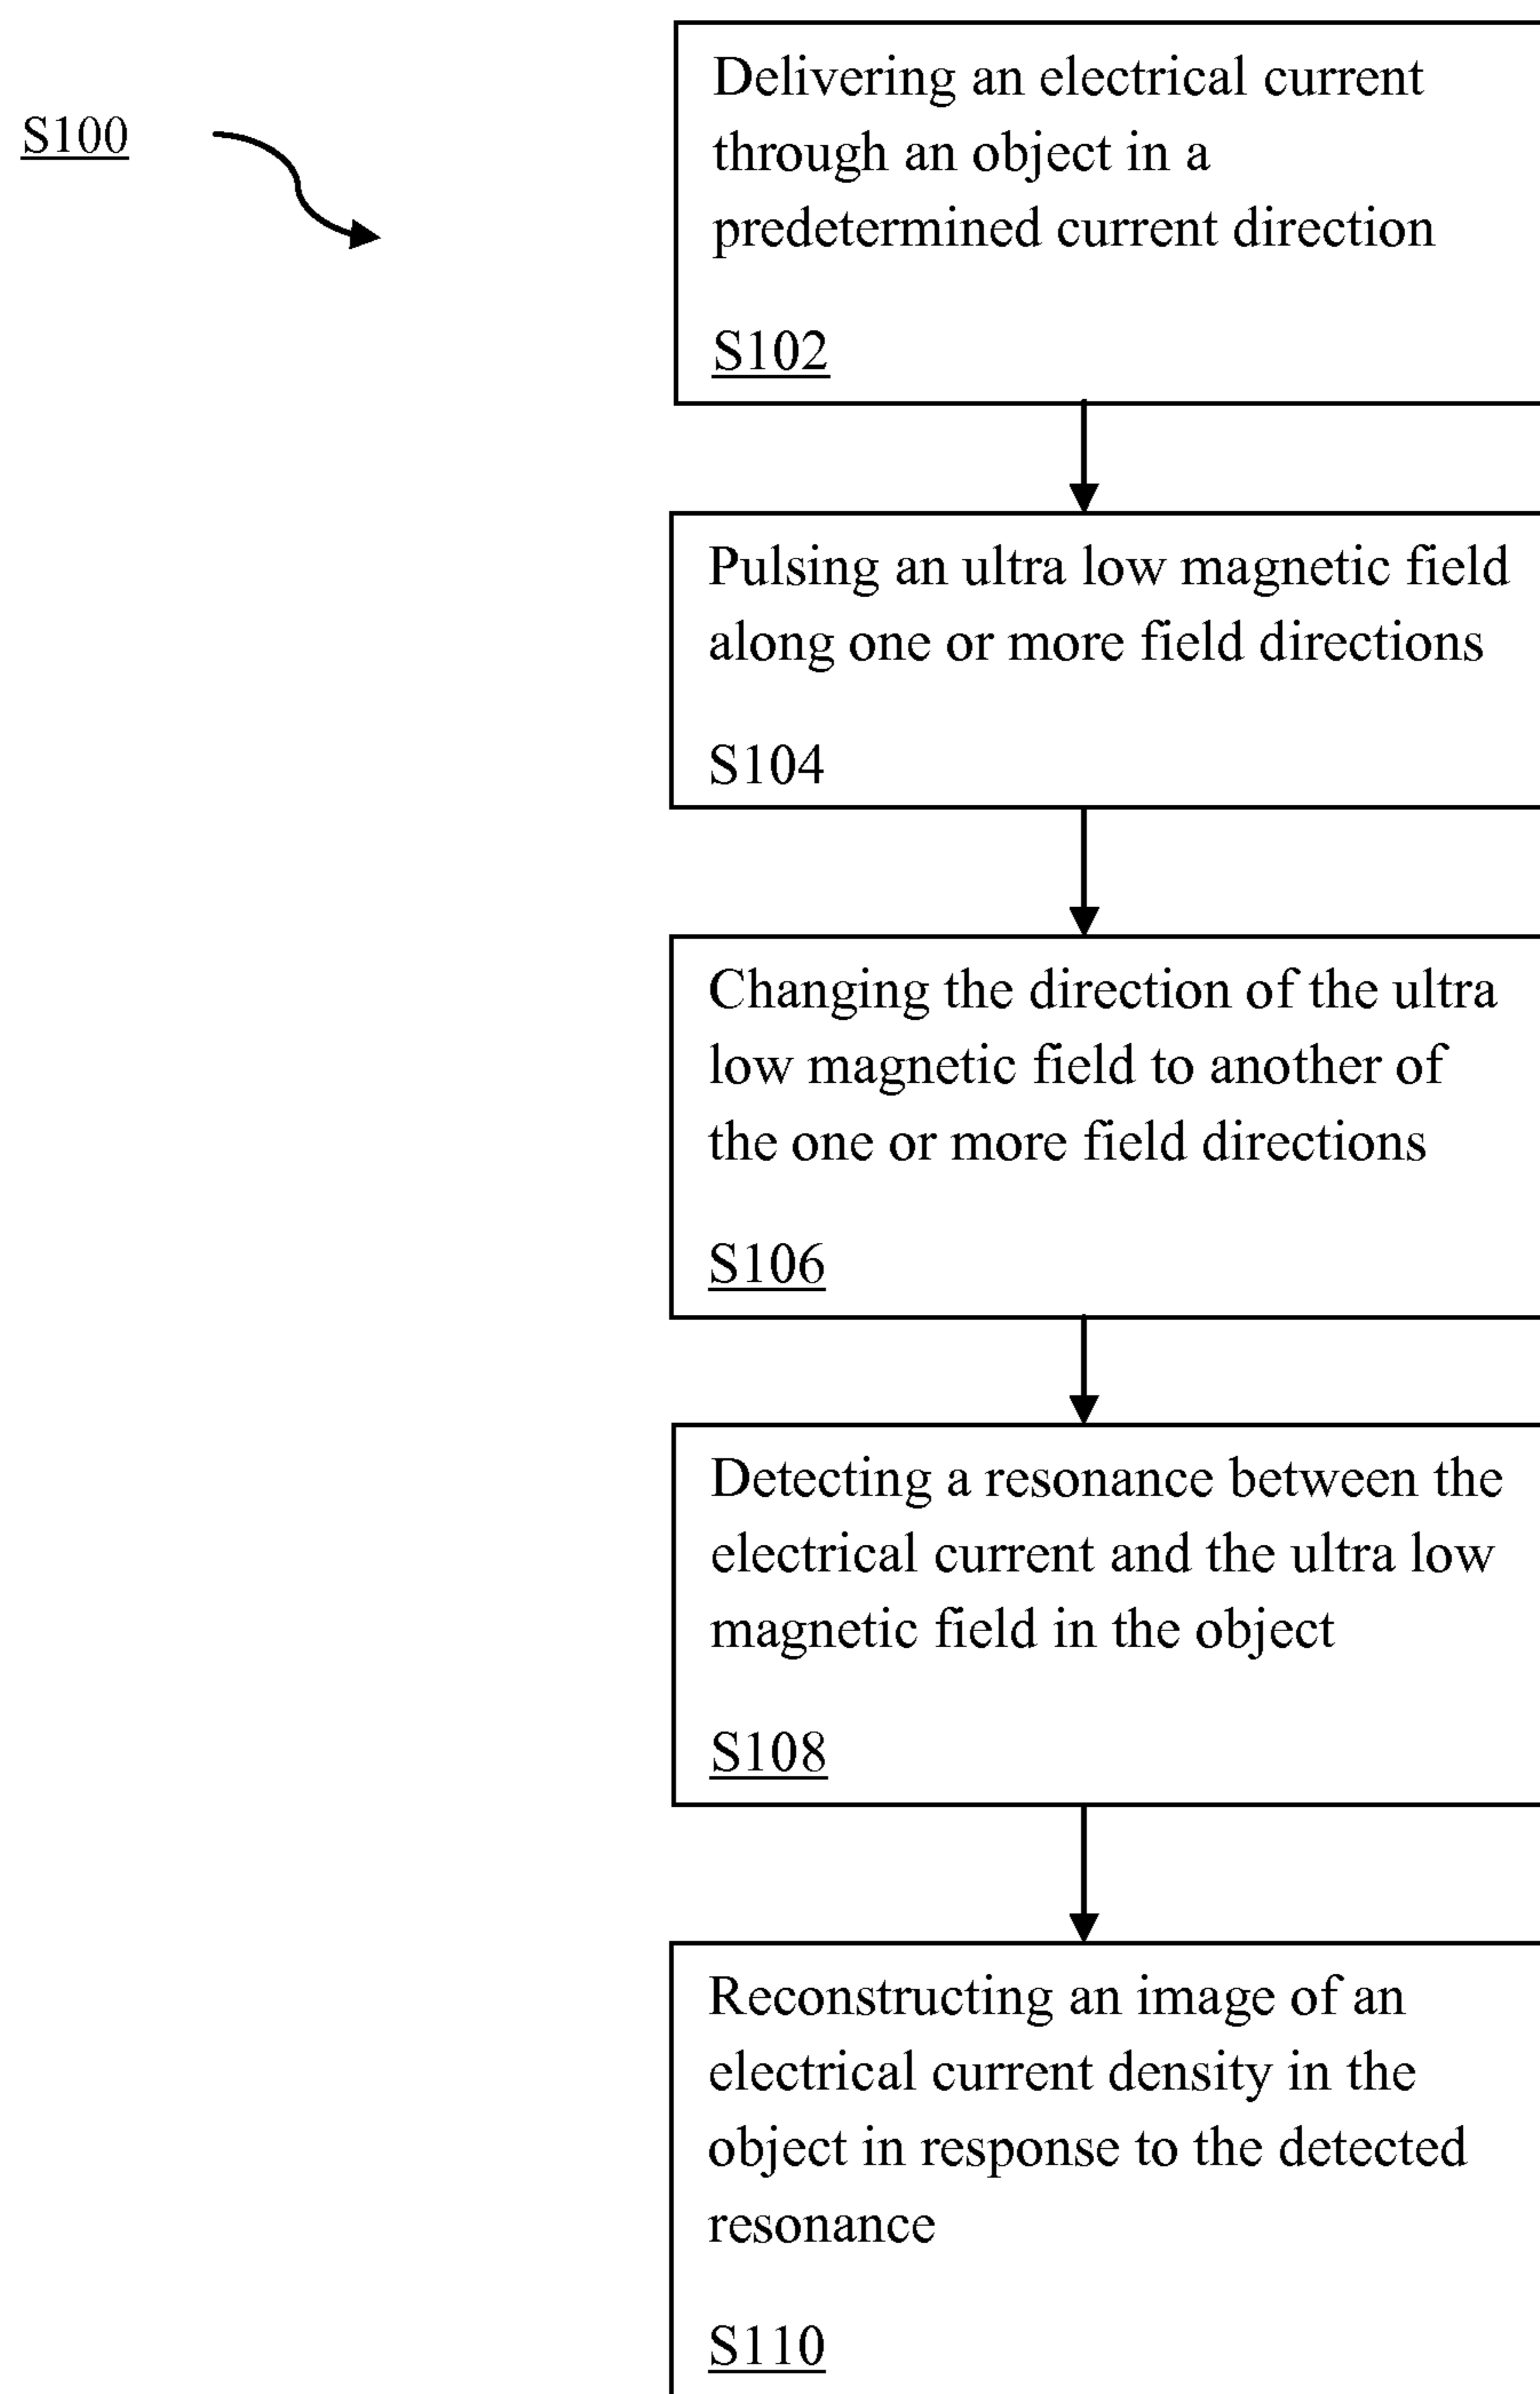 S100
Delivering an electrical current
through an object in a
predetermined current direction
S102
Pulsing an ultra low magnetic field
along one or more field directions
S104
Changing the direction of the ultra
low magnetic field to another of
the one or more field directions
S106
Detecting a resonance between the
electrical current and the ultra low
magnetic field in the object
S108
Reconstructing an image of an
electrical current density in the
object in response to the detected
resonance
S110